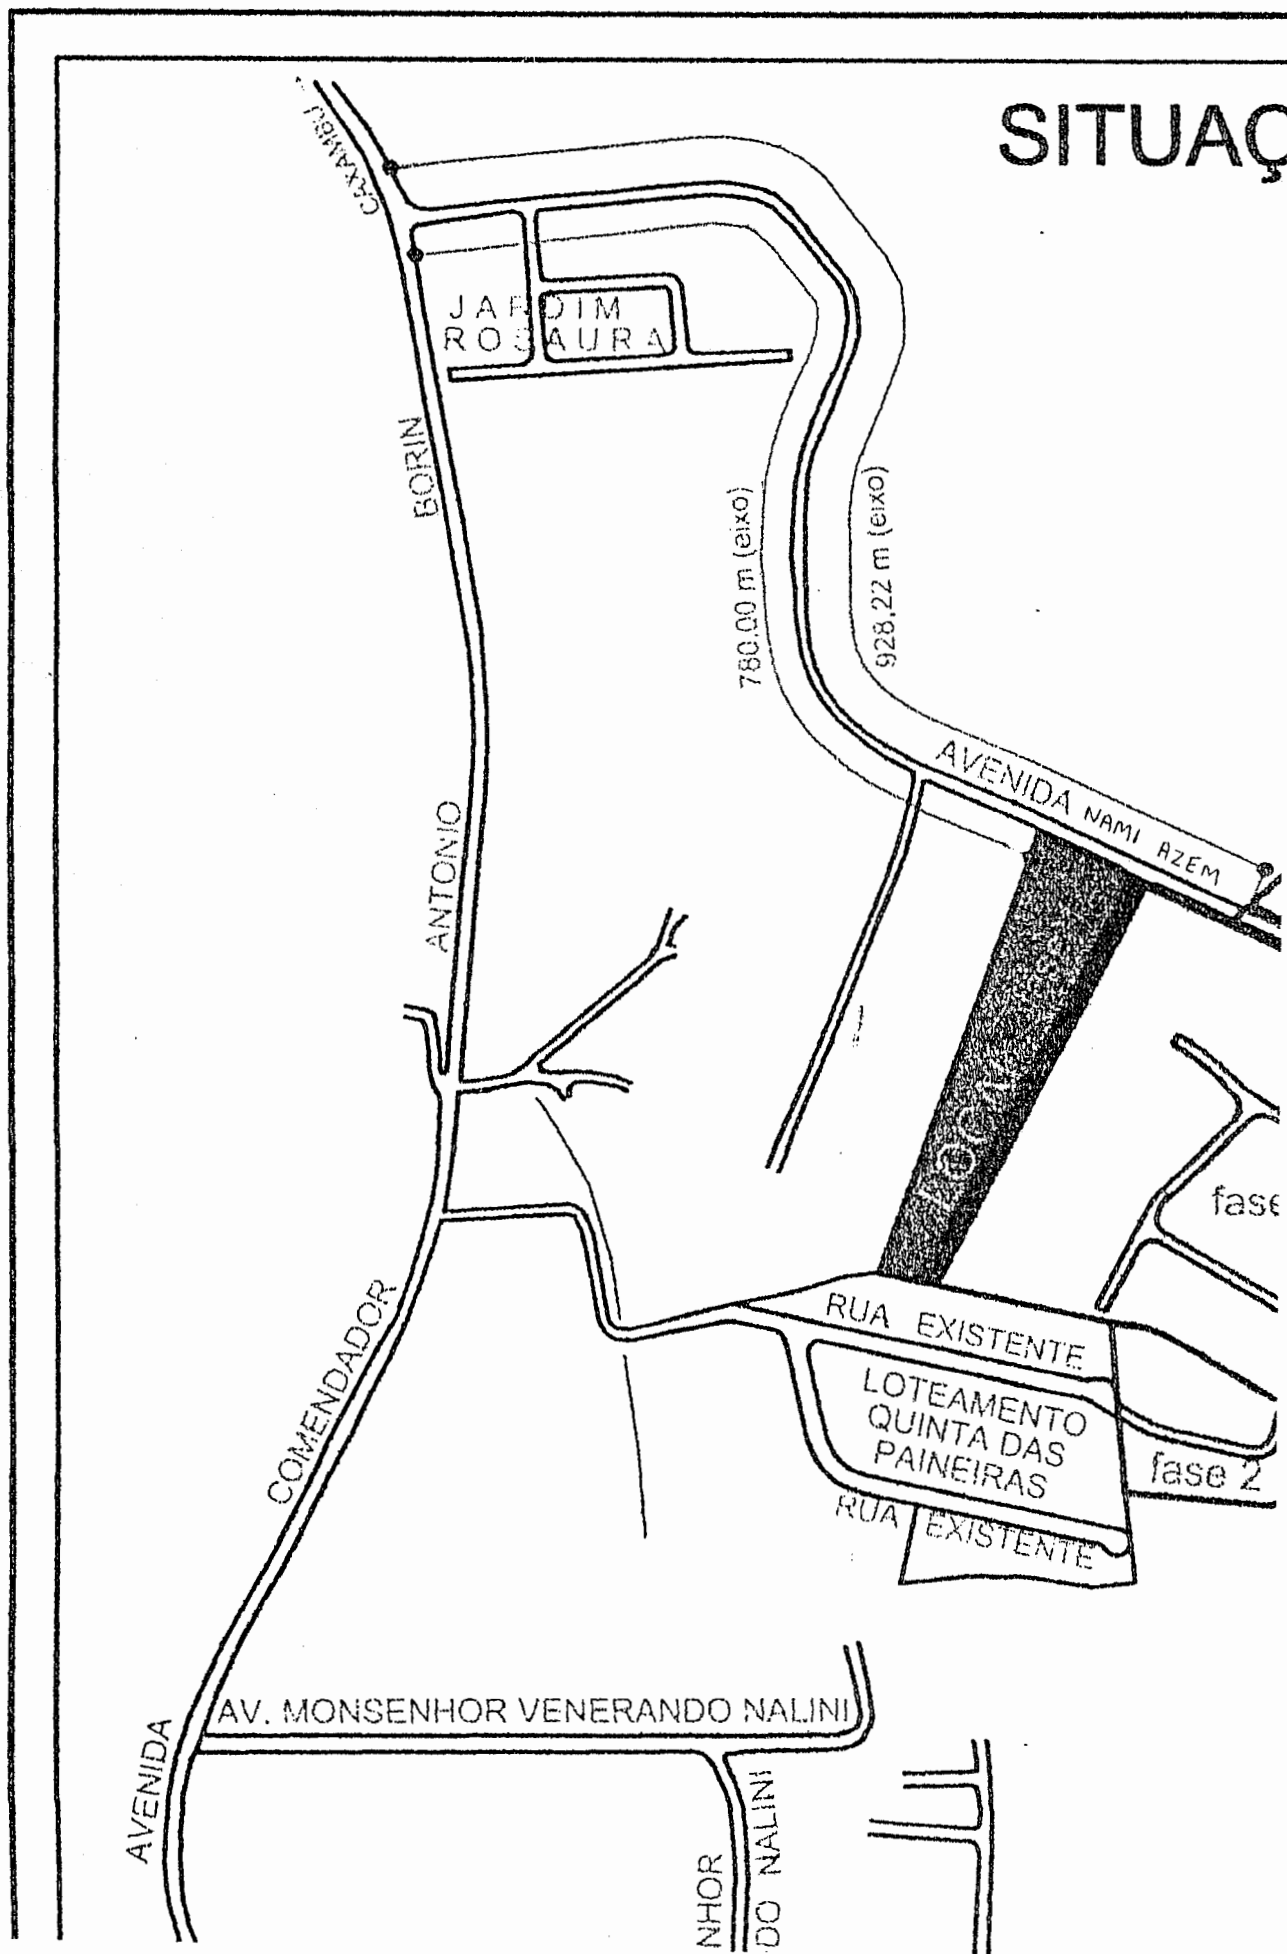 SITUAÇ
CAXAMBU
JARDIM
ROSAURA
BORIN
780,00 m (eixo)
928,22 m (eixo)
AVENIDA NAMI AZEM
ANTONIO
fase
RUA EXISTENTE
COMENDADOR
LOTEAMENTO
QUINTA DAS
PAINEIRAS
fase 2
RUA EXISTENTE
AV. MONSENHOR VENERANDO NALINI
AVENIDA
NHOR
DO NALINI